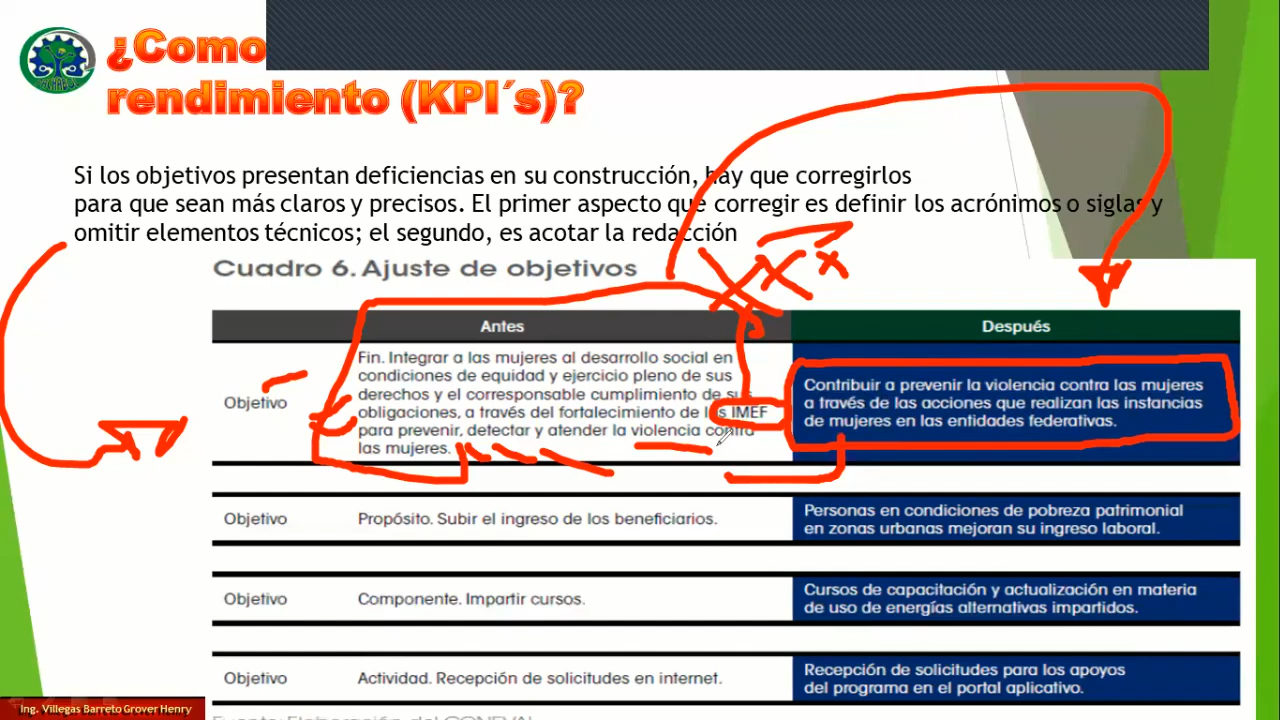 ¿Como
rendimiento (KPI´s)?
Si los objetivos presentan deficiencias en su construcción, hay que corregirlos
para que sean más claros y precisos. El primer aspecto que corregir es definir los acrónimos o siglas y
omitir elementos técnicos; el segundo, es acotar la redacción
Cuadro 6. Ajuste de objetivos
Antes
Después
Objetivo
Fin. Integrar a las mujeres al desarrollo social en
condiciones de equidad y ejercicio pleno de sus
derechos y el corresponsable cumplimiento de sus
obligaciones, a través del fortalecimiento de las IMEF
para prevenir, detectar y atender la violencia contra
las mujeres.
Contribuir a prevenir la violencia contra las mujeres
a través de las acciones que realizan las instancias
de mujeres en las entidades federativas.
Objetivo
Propósito. Subir el ingreso de los beneficiarios.
Personas en condiciones de pobreza patrimonial
en zonas urbanas mejoran su ingreso laboral.
Objetivo
Componente. Impartir cursos.
Cursos de capacitación y actualización en materia
de uso de energías alternativas impartidos.
Objetivo
Actividad. Recepción de solicitudes en internet.
Recepción de solicitudes para los apoyos
del programa en el portal aplicativo.
Ing. Villegas Barreto Grover Henry
Fuente: Elaboración del CONEVAL